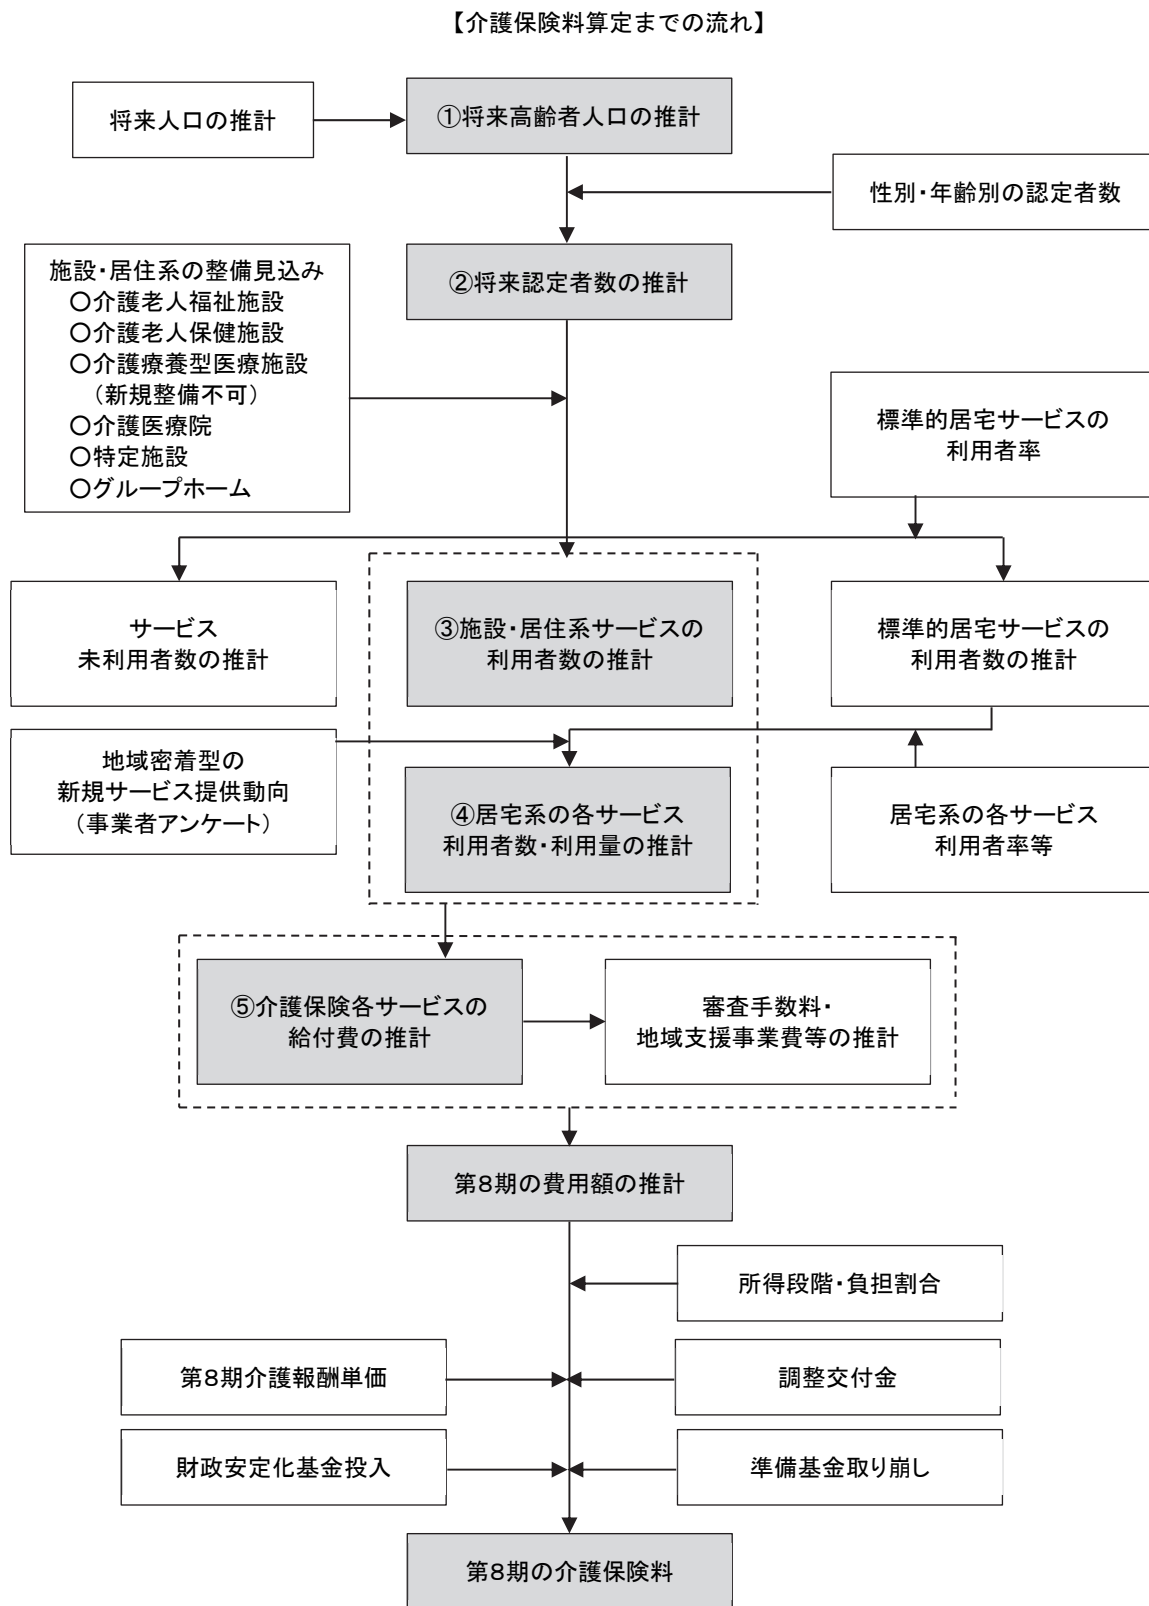 【介護保険料算定までの流れ】
将来人口の推計
①将来高齢者人口の推計
性別・年齢別の認定者数
施設・居住系の整備見込み
〇介護老人福祉施設
〇介護老人保健施設
〇介護療養型医療施設
（新規整備不可）
〇介護医療院
〇特定施設
〇グループホーム
②将来認定者数の推計
標準的居宅サービスの
利用者率
サービス
未利用者数の推計
③施設・居住系サービスの
利用者数の推計
標準的居宅サービスの
利用者数の推計
地域密着型の
新規サービス提供動向
（事業者アンケート）
④居宅系の各サービス
利用者数・利用量の推計
居宅系の各サービス
利用者率等
⑤介護保険各サービスの
給付費の推計
審査手数料・
地域支援事業費等の推計
第８期の費用額の推計
所得段階・負担割合
第８期介護報酬単価
調整交付金
財政安定化基金投入
準備基金取り崩し
第８期の介護保険料